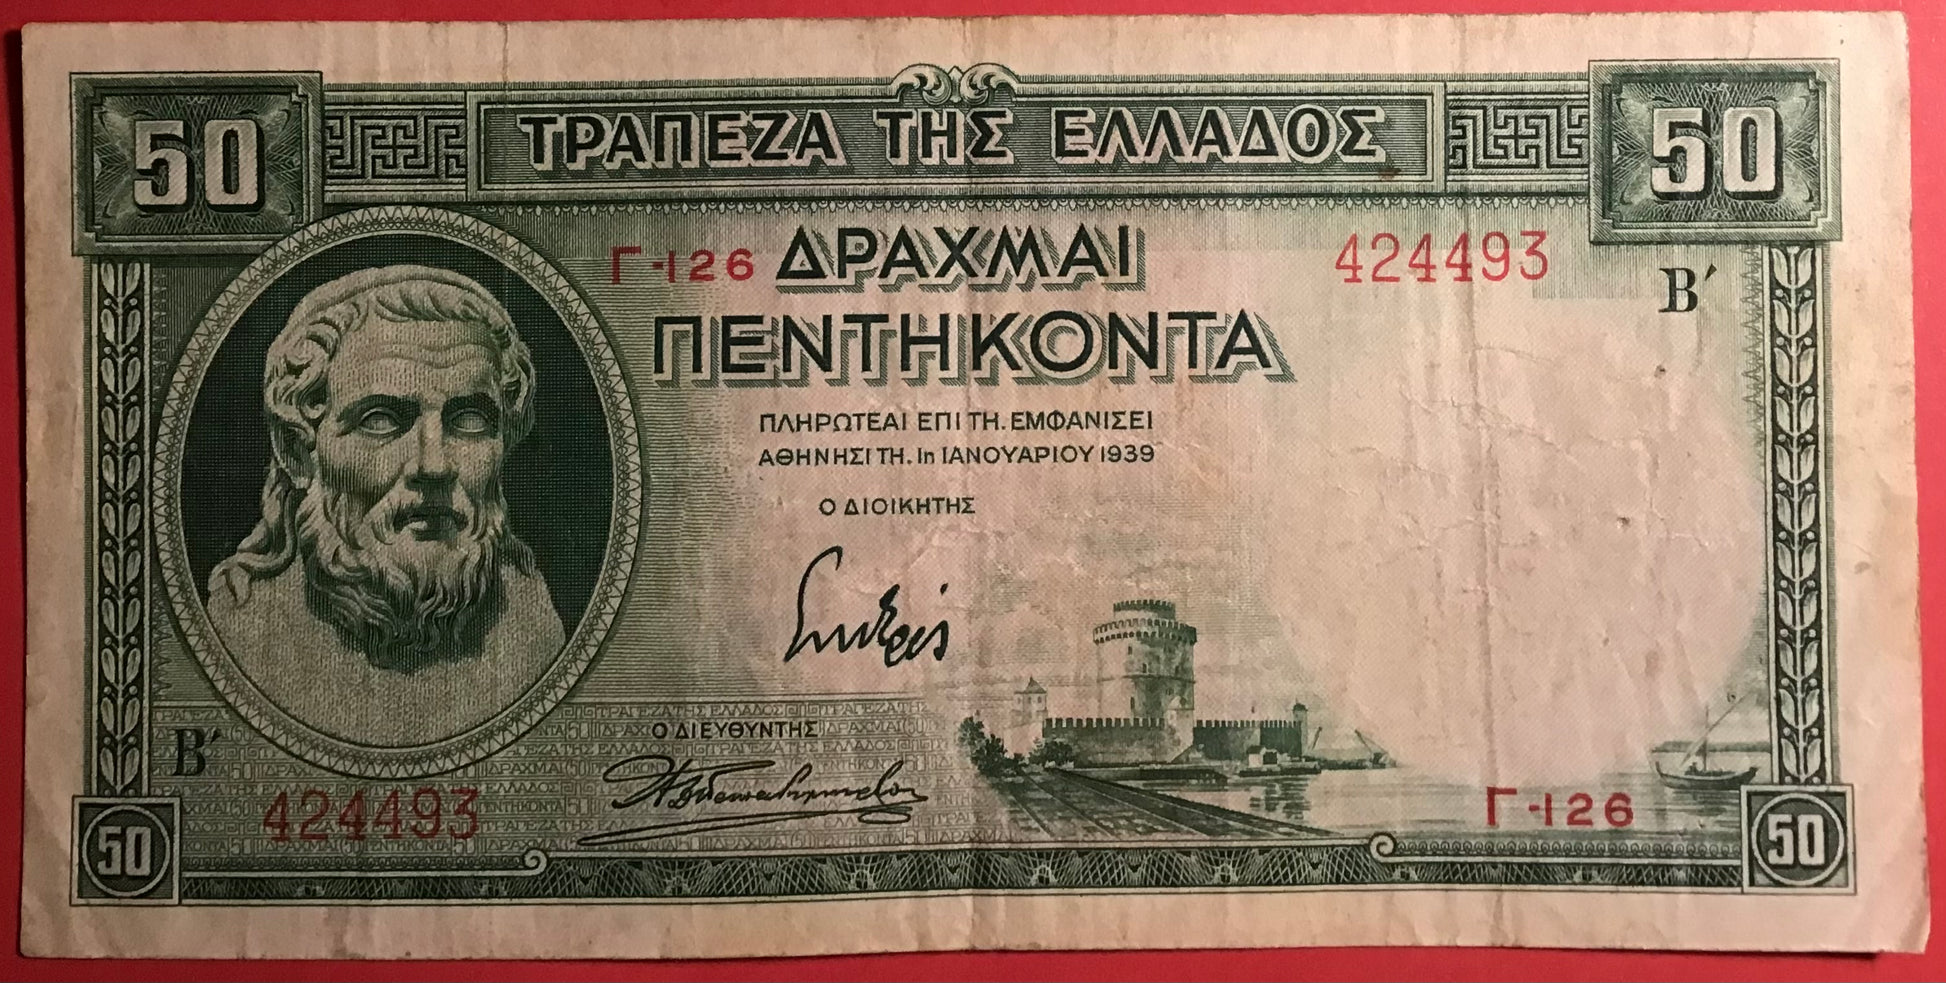 50 ΤΡΑΠΕΖΑ ΤΗΣ ΕΛΛΑΔΟΣ 50
Γ-126 ΔΡΑΧΜΑΙ 424493
Β΄
ΠΕΝΤΗΚΟΝΤΑ
ΠΛΗΡΩΤΕΑΙ ΕΠΙ ΤΗ. ΕΜΦΑΝΙΣΕΙ
ΑΘΗΝΗΣΙ ΤΗ. 1η ΙΑΝΟΥΑΡΙΟΥ 1939
Ο ΔΙΟΙΚΗΤΗΣ
Ο ΔΙΕΥΘΥΝΤΗΣ
Β΄
424493
Γ-126
50 50